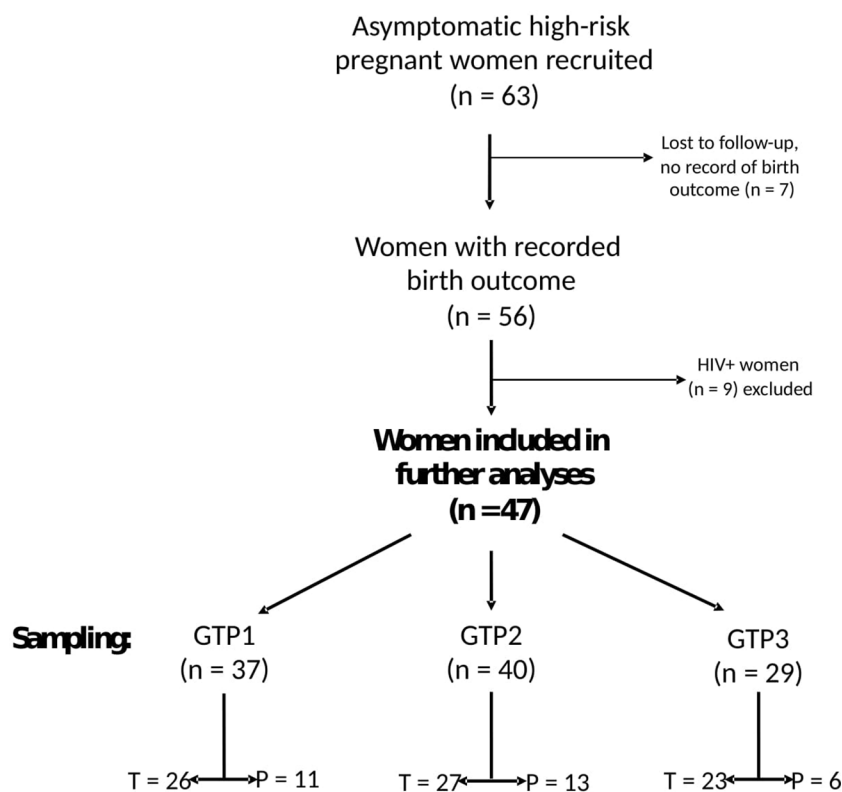 Asymptomatic high-risk
pregnant women recruited
(n = 63)
Lost to follow-up,
no record of birth
outcome (n = 7)
Women with recorded
birth outcome
(n = 56)
HIV+ women
(n = 9) excluded
Women included in
further analyses
(n = 47)
Sampling:
GTP1
(n = 37)
GTP2
(n = 40)
GTP3
(n = 29)
T = 26
P = 11
T = 27
P = 13
T = 23
P = 6